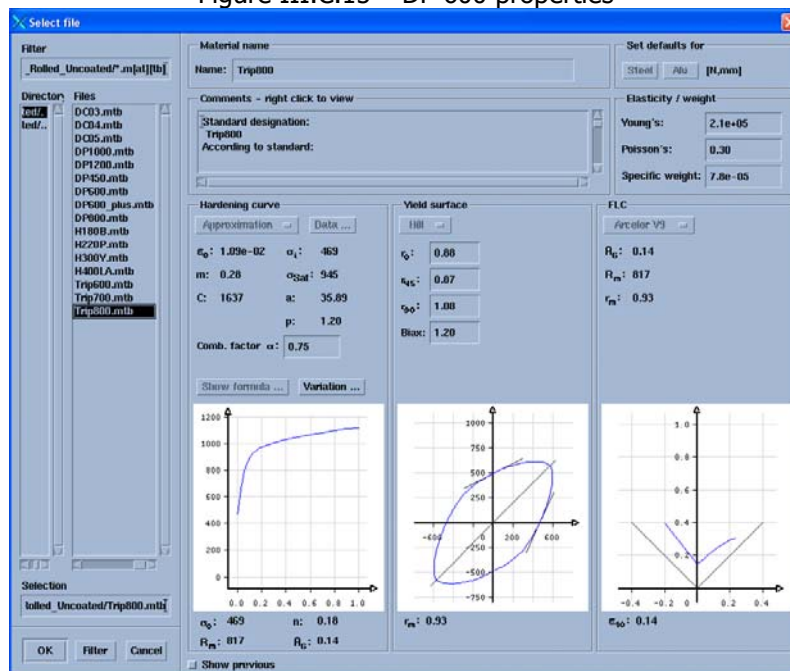 Figure III.C.15 – DP 600 properties
Select file
Filter
_Rolled_Uncoated/*.m[at][tb]
Directory Files
ted/.
ted/..
DC03.mtb
DC04.mtb
DC05.mtb
DP1000.mtb
DP1200.mtb
DP450.mtb
DP600.mtb
DP600_plus.mtb
DP800.mtb
H180B.mtb
H220P.mtb
H300Y.mtb
H400LA.mtb
Trip600.mtb
Trip700.mtb
Trip800.mtb
Selection
tolled_Uncoated/Trip800.mtb
OK Filter Cancel
Material name
Name: Trip800
Set defaults for
Steel Alu [N,mm]
Comments - right click to view
Standard designation:
Trip800
According to standard:
Elasticity / weight
Young's: 2.1e+05
Poisson's: 0.30
Specific weight: 7.8e-05
Hardening curve
Approximation Data ...
ε₀: 1.09e-02 σᵢ: 469
m: 0.28 σSat: 945
C: 1637 a: 35.89
p: 1.20
Comb. factor α: 0.75
Show formula ... Variation ...
1200
1000
800
600
400
200
0
0.0 0.2 0.4 0.6 0.8 1.0
σ₀: 469 n: 0.18
Rm: 817 AG: 0.14
Show previous
Yield surface
Hill
r₀: 0.88
r₄₅: 0.87
r₉₀: 1.08
Biax: 1.20
1000
750
500
250
-600 200 600
-500
-750
rm: 0.93
FLC
Arcelor V9
AG: 0.14
Rm: 817
rm: 0.93
1.0
0.8
0.6
0.4
0.2
-0.4 -0.2 0 0.2 0.4
ε₁₀: 0.14